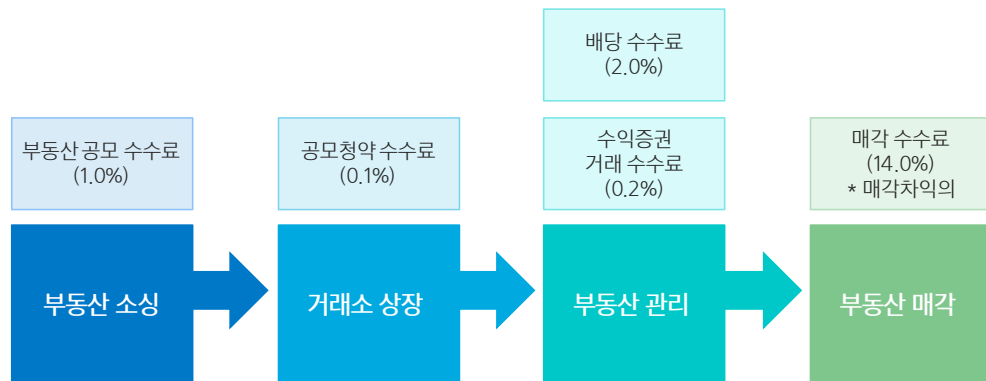 배당 수수료
(2.0%)
부동산 공모 수수료
(1.0%)
공모청약 수수료
(0.1%)
수익증권
거래 수수료
(0.2%)
매각 수수료
(14.0%)
* 매각차익의
부동산 소싱
거래소 상장
부동산 관리
부동산 매각